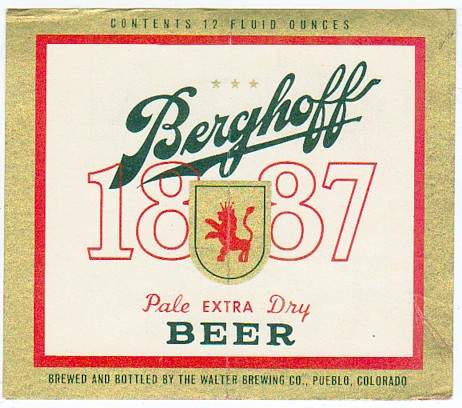 CONTENTS 12 FLUID OUNCES
Berghoff
1887
Pale EXTRA Dry
BEER
BREWED AND BOTTLED BY THE WALTER BREWING CO., PUEBLO, COLORADO